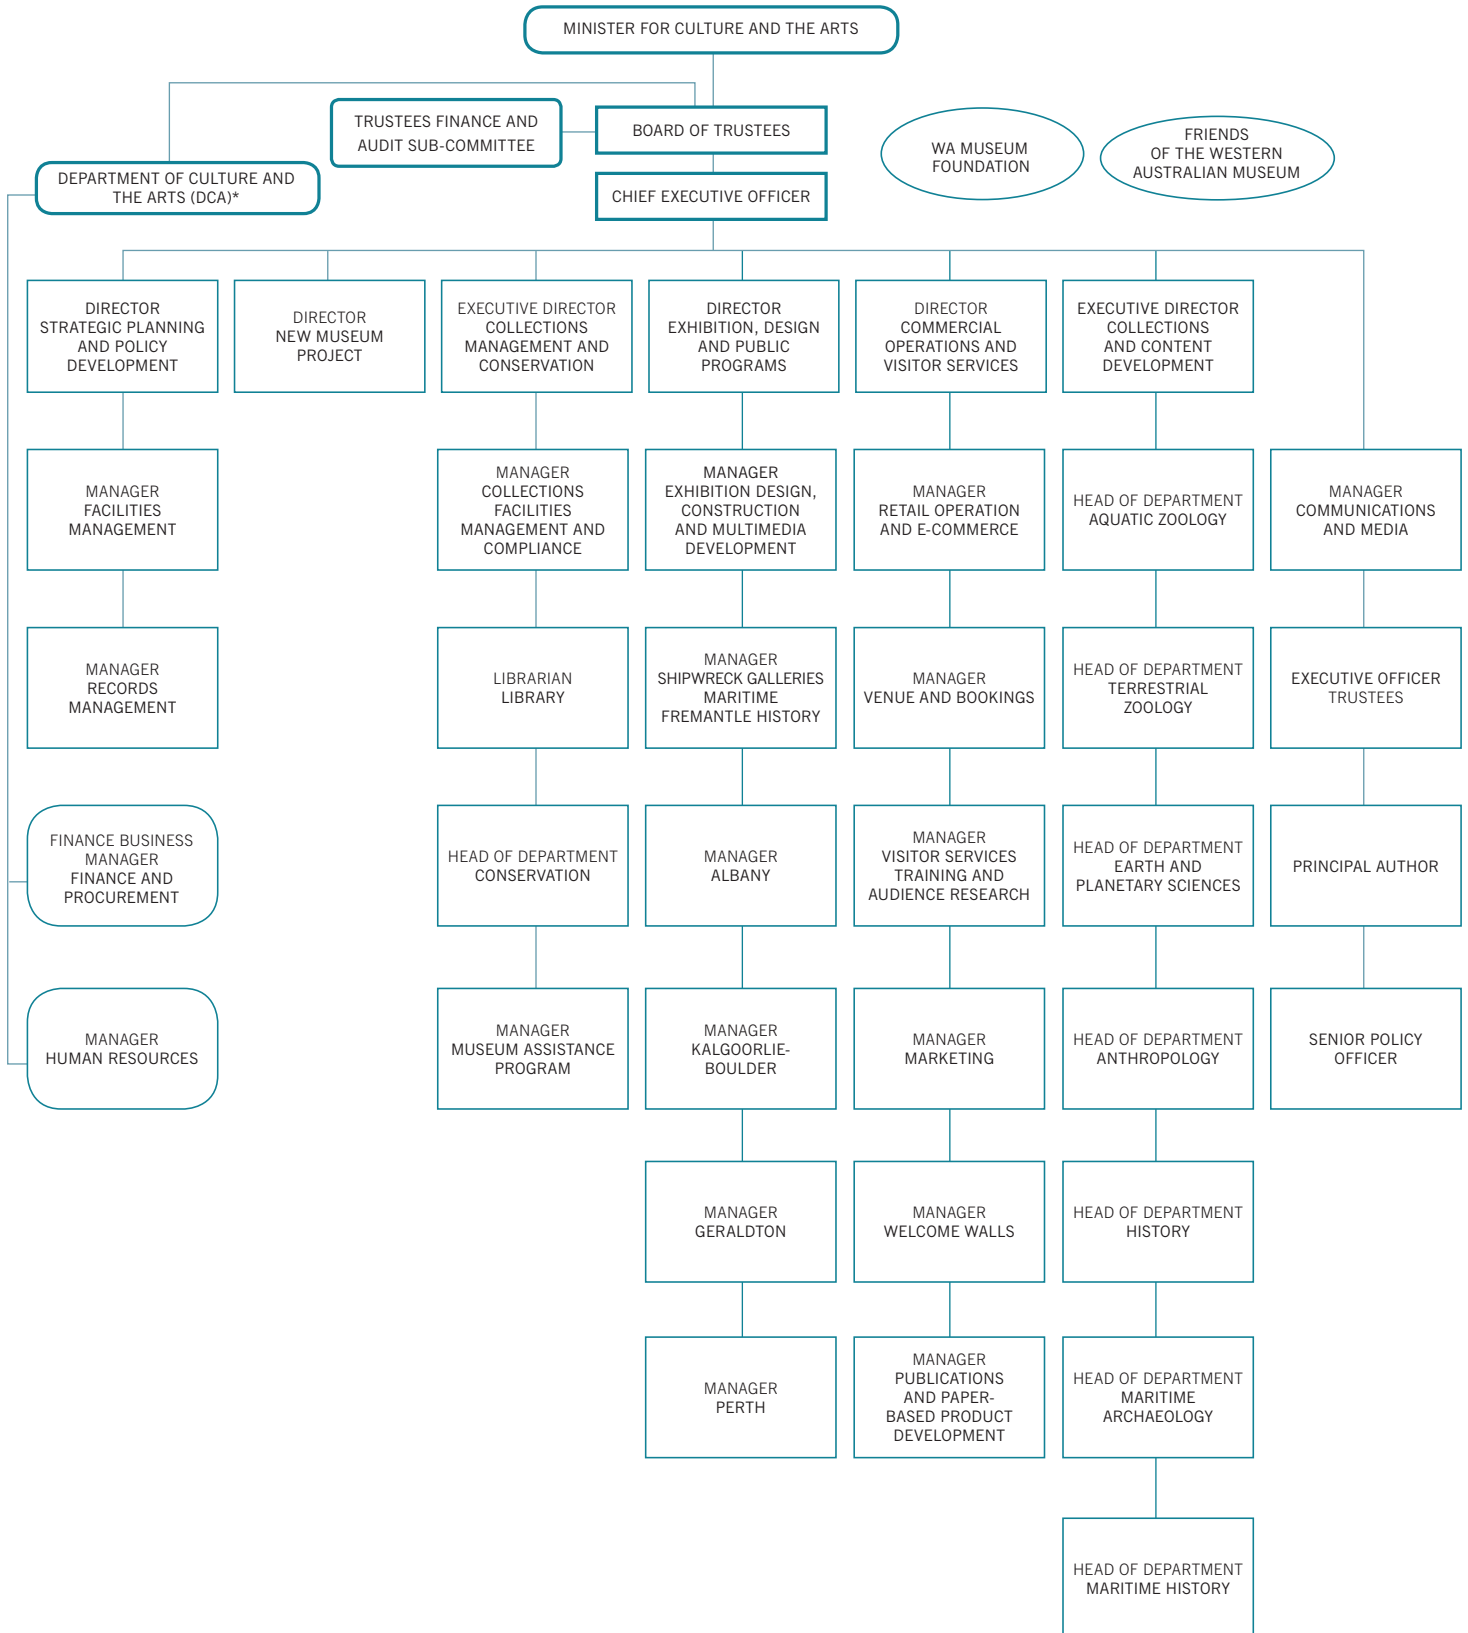 MINISTER FOR CULTURE AND THE ARTS
TRUSTEES FINANCE AND
AUDIT SUB-COMMITTEE
BOARD OF TRUSTEES
WA MUSEUM
FOUNDATION
FRIENDS
OF THE WESTERN
AUSTRALIAN MUSEUM
DEPARTMENT OF CULTURE AND
THE ARTS (DCA)*
CHIEF EXECUTIVE OFFICER
DIRECTOR
STRATEGIC PLANNING
AND POLICY
DEVELOPMENT
DIRECTOR
NEW MUSEUM
PROJECT
EXECUTIVE DIRECTOR
COLLECTIONS
MANAGEMENT AND
CONSERVATION
DIRECTOR
EXHIBITION, DESIGN
AND PUBLIC
PROGRAMS
DIRECTOR
COMMERCIAL
OPERATIONS AND
VISITOR SERVICES
EXECUTIVE DIRECTOR
COLLECTIONS
AND CONTENT
DEVELOPMENT
MANAGER
FACILITIES
MANAGEMENT
MANAGER
COLLECTIONS
FACILITIES
MANAGEMENT AND
COMPLIANCE
MANAGER
EXHIBITION DESIGN,
CONSTRUCTION
AND MULTIMEDIA
DEVELOPMENT
MANAGER
RETAIL OPERATION
AND E-COMMERCE
HEAD OF DEPARTMENT
AQUATIC ZOOLOGY
MANAGER
COMMUNICATIONS
AND MEDIA
MANAGER
RECORDS
MANAGEMENT
LIBRARIAN
LIBRARY
MANAGER
SHIPWRECK GALLERIES
MARITIME
FREMANTLE HISTORY
MANAGER
VENUE AND BOOKINGS
HEAD OF DEPARTMENT
TERRESTRIAL
ZOOLOGY
EXECUTIVE OFFICER
TRUSTEES
FINANCE BUSINESS
MANAGER
FINANCE AND
PROCUREMENT
HEAD OF DEPARTMENT
CONSERVATION
MANAGER
ALBANY
MANAGER
VISITOR SERVICES
TRAINING AND
AUDIENCE RESEARCH
HEAD OF DEPARTMENT
EARTH AND
PLANETARY SCIENCES
PRINCIPAL AUTHOR
MANAGER
HUMAN RESOURCES
MANAGER
MUSEUM ASSISTANCE
PROGRAM
MANAGER
KALGOORLIE-
BOULDER
MANAGER
MARKETING
HEAD OF DEPARTMENT
ANTHROPOLOGY
SENIOR POLICY
OFFICER
MANAGER
GERALDTON
MANAGER
WELCOME WALLS
HEAD OF DEPARTMENT
HISTORY
MANAGER
PERTH
MANAGER
PUBLICATIONS
AND PAPER-
BASED PRODUCT
DEVELOPMENT
HEAD OF DEPARTMENT
MARITIME
ARCHAEOLOGY
HEAD OF DEPARTMENT
MARITIME HISTORY